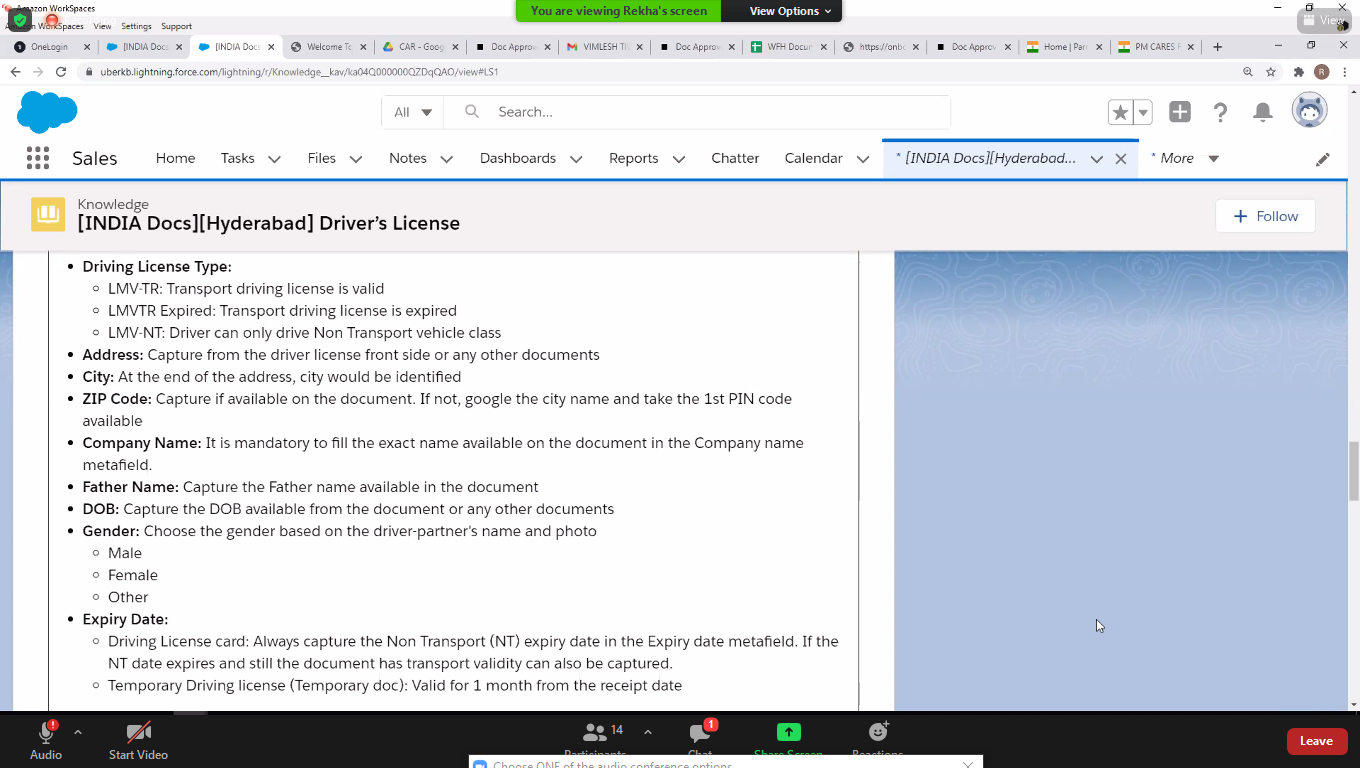 Amazon WorkSpaces
You are viewing Rekha's screen
View Options
View
Amazon WorkSpaces View Settings Support
OneLogin
[INDIA Docs
[INDIA Doc:
Welcome To
CAR - Goog
Doc Approv
VIMLESH T
Doc Approv
WFH Docum
https://onbo
Doc Approv
Home | Par
PM CARES F
uberkb.lightning.force.com/lightning/r/Knowledge__kav/ka04Q000000QZDqQAO/view#LS1
R
All
Search...
Sales
Home
Tasks
Files
Notes
Dashboards
Reports
Chatter
Calendar
* [INDIA Docs][Hyderabad...
* More
Knowledge
[INDIA Docs][Hyderabad] Driver’s License
Follow
• Driving License Type:
◦ LMV-TR: Transport driving license is valid
◦ LMVTR Expired: Transport driving license is expired
◦ LMV-NT: Driver can only drive Non Transport vehicle class
• Address: Capture from the driver license front side or any other documents
• City: At the end of the address, city would be identified
• ZIP Code: Capture if available on the document. If not, google the city name and take the 1st PIN code
available
• Company Name: It is mandatory to fill the exact name available on the document in the Company name
metafield.
• Father Name: Capture the Father name available in the document
• DOB: Capture the DOB available from the document or any other documents
• Gender: Choose the gender based on the driver-partner's name and photo
◦ Male
◦ Female
◦ Other
• Expiry Date:
◦ Driving License card: Always capture the Non Transport (NT) expiry date in the Expiry date metafield. If the
NT date expires and still the document has transport validity can also be captured.
◦ Temporary Driving license (Temporary doc): Valid for 1 month from the receipt date
Audio
Start Video
14
Participants
1
Chat
Share Screen
Reactions
Leave
Choose ONE of the audio conference options